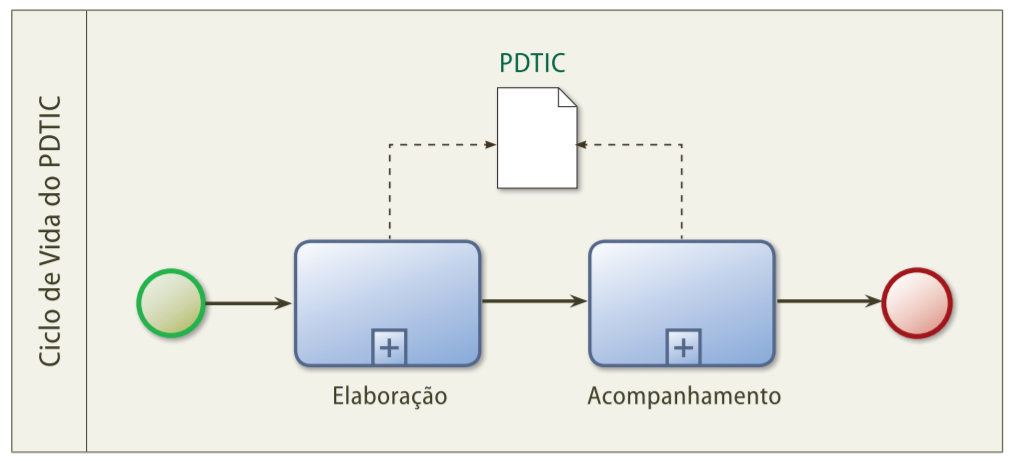 Ciclo de Vida do PDTIC
PDTIC
Elaboração
Acompanhamento